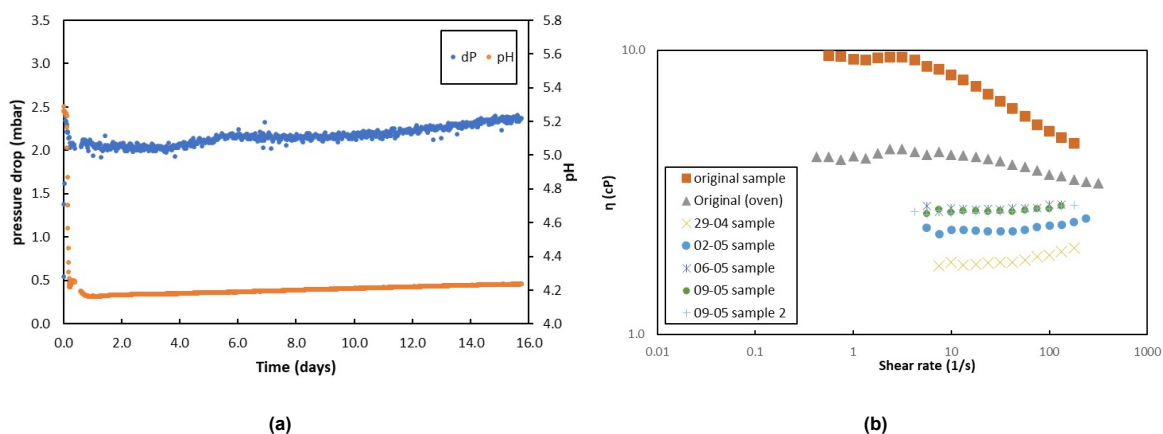 3.5
3.0
2.5
2.0
1.5
1.0
0.5
0.0
pressure drop (mbar)
dP pH
5.8
5.6
5.4
5.2
5.0
4.8
4.6
4.4
4.2
4.0
pH
0.0 2.0 4.0 6.0 8.0 10.0 12.0 14.0 16.0
Time (days)
(a)
10.0
1.0
η (cP)
original sample
Original (oven)
29-04 sample
02-05 sample
06-05 sample
09-05 sample
09-05 sample 2
0.01 0.1 1 10 100 1000
Shear rate (1/s)
(b)